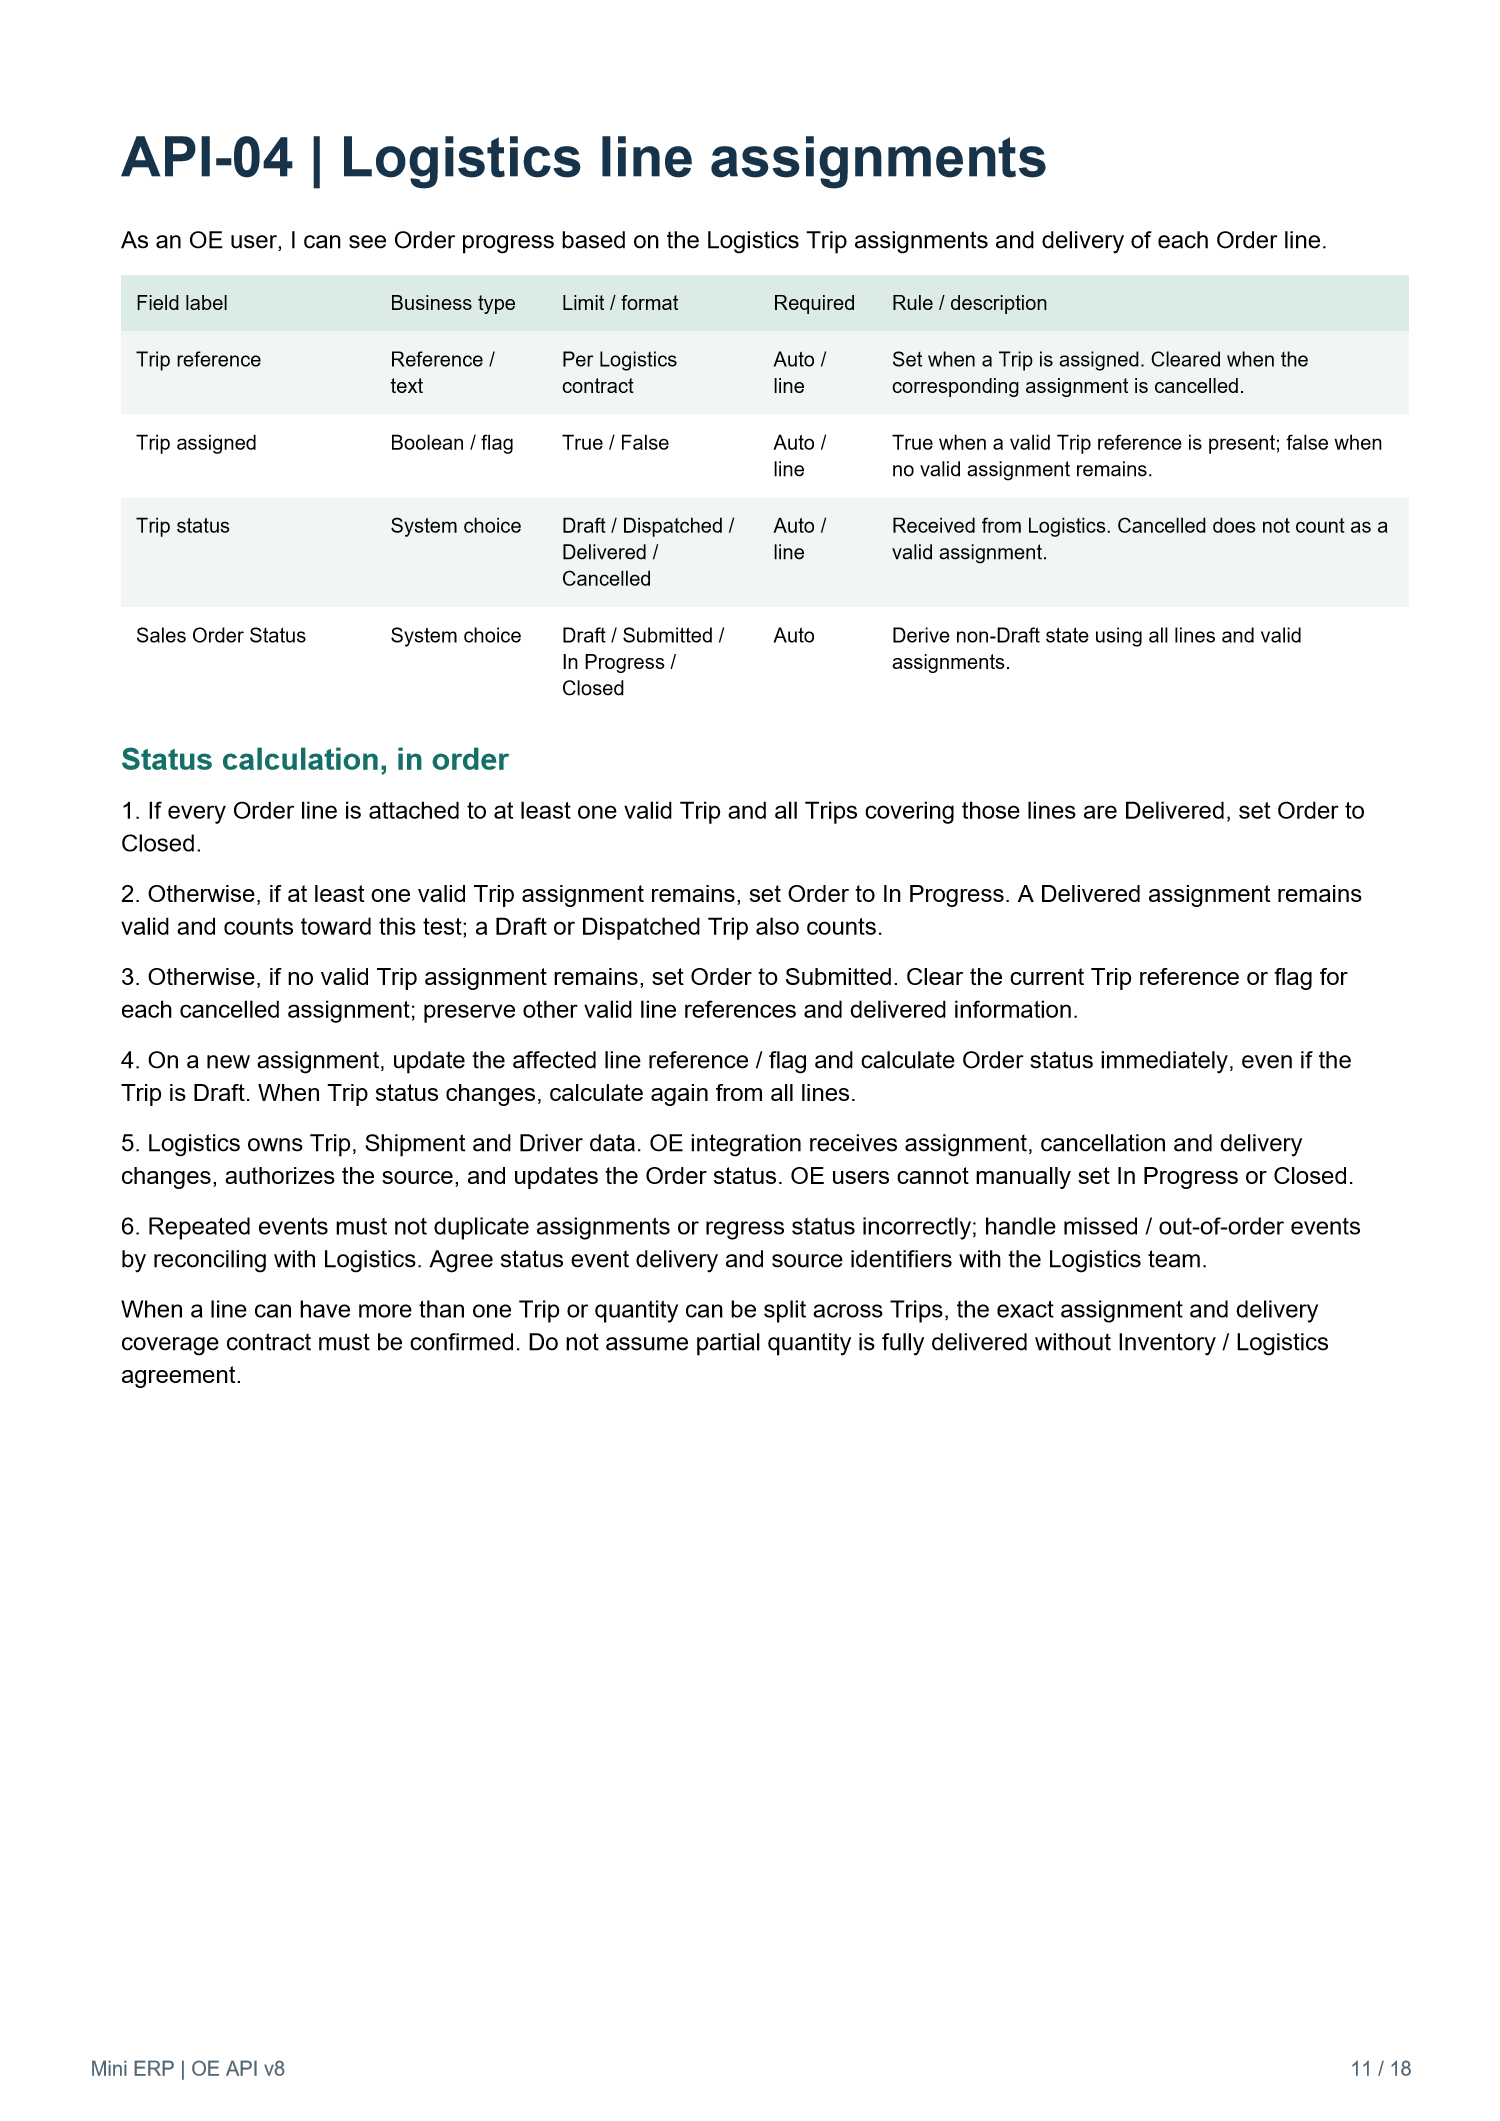 API-04 | Logistics line assignments
As an OE user, I can see Order progress based on the Logistics Trip assignments and delivery of each Order line.
Field label Business type Limit / format Required Rule / description
Trip reference Reference / text Per Logistics contract Auto / line Set when a Trip is assigned. Cleared when the corresponding assignment is cancelled.
Trip assigned Boolean / flag True / False Auto / line True when a valid Trip reference is present; false when no valid assignment remains.
Trip status System choice Draft / Dispatched / Delivered / Cancelled Auto / line Received from Logistics. Cancelled does not count as a valid assignment.
Sales Order Status System choice Draft / Submitted / In Progress / Closed Auto Derive non-Draft state using all lines and valid assignments.
Status calculation, in order
1. If every Order line is attached to at least one valid Trip and all Trips covering those lines are Delivered, set Order to
Closed.
2. Otherwise, if at least one valid Trip assignment remains, set Order to In Progress. A Delivered assignment remains
valid and counts toward this test; a Draft or Dispatched Trip also counts.
3. Otherwise, if no valid Trip assignment remains, set Order to Submitted. Clear the current Trip reference or flag for
each cancelled assignment; preserve other valid line references and delivered information.
4. On a new assignment, update the affected line reference / flag and calculate Order status immediately, even if the
Trip is Draft. When Trip status changes, calculate again from all lines.
5. Logistics owns Trip, Shipment and Driver data. OE integration receives assignment, cancellation and delivery
changes, authorizes the source, and updates the Order status. OE users cannot manually set In Progress or Closed.
6. Repeated events must not duplicate assignments or regress status incorrectly; handle missed / out-of-order events
by reconciling with Logistics. Agree status event delivery and source identifiers with the Logistics team.
When a line can have more than one Trip or quantity can be split across Trips, the exact assignment and delivery
coverage contract must be confirmed. Do not assume partial quantity is fully delivered without Inventory / Logistics
agreement.
Mini ERP | OE API v8
11 / 18